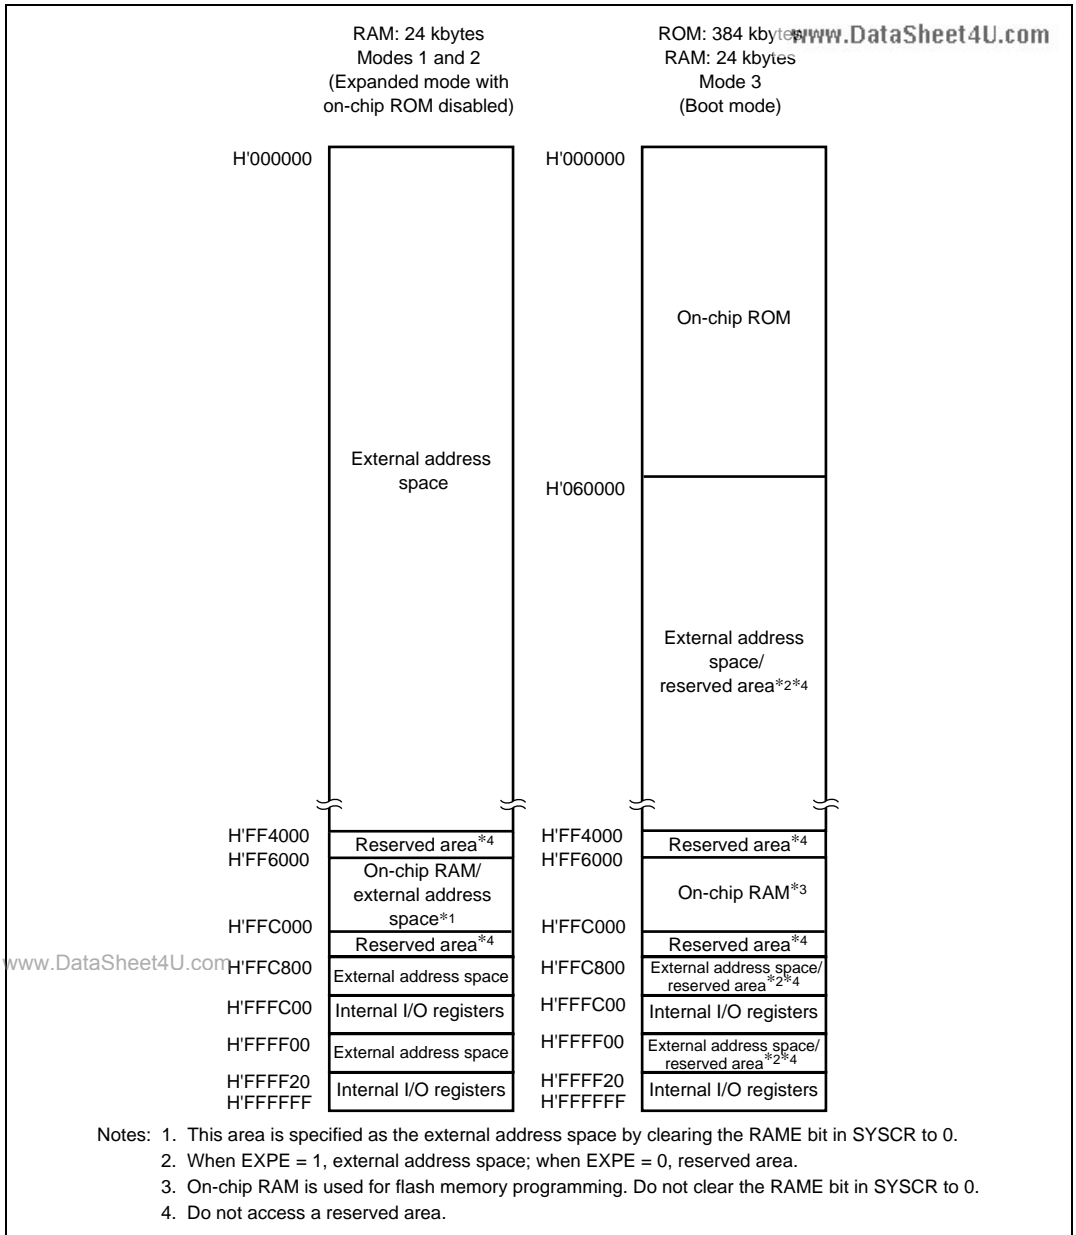 RAM: 24 kbytes
Modes 1 and 2
(Expanded mode with
on-chip ROM disabled)
ROM: 384 kbytes
www.DataSheet4U.com
RAM: 24 kbytes
Mode 3
(Boot mode)
H'000000
External address
space
H'FF4000
Reserved area*4
H'FF6000
On-chip RAM/
external address
space*1
H'FFC000
Reserved area*4
www.DataSheet4U.com
H'FFC800
External address space
H'FFFC00
Internal I/O registers
H'FFFF00
External address space
H'FFFF20
Internal I/O registers
H'FFFFFF
H'000000
On-chip ROM
H'060000
External address
space/
reserved area*2*4
H'FF4000
Reserved area*4
H'FF6000
On-chip RAM*3
H'FFC000
Reserved area*4
H'FFC800
External address space/
reserved area*2*4
H'FFFC00
Internal I/O registers
H'FFFF00
External address space/
reserved area*2*4
H'FFFF20
Internal I/O registers
H'FFFFFF
Notes: 1. This area is specified as the external address space by clearing the RAME bit in SYSCR to 0.
2. When EXPE = 1, external address space; when EXPE = 0, reserved area.
3. On-chip RAM is used for flash memory programming. Do not clear the RAME bit in SYSCR to 0.
4. Do not access a reserved area.